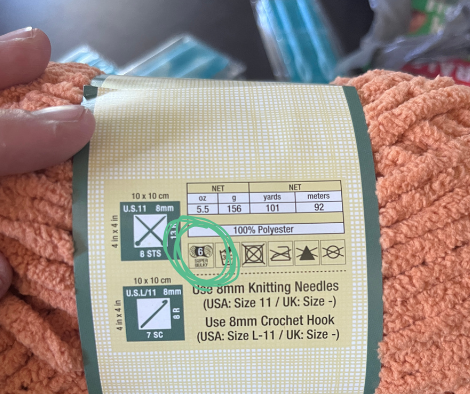 10 x 10 cm
U.S.11 8mm
4 in x 4 in
8 STS
NET NET
oz g yards meters
5.5 156 101 92
100% Polyester
6
SUPER
BULKY
10 x 10 cm
U.S.L/11 8mm
4 in x 4 in
8 R
7 SC
Use 8mm Knitting Needles
(USA: Size 11 / UK: Size -)
Use 8mm Crochet Hook
(USA: Size L-11 / UK: Size -)